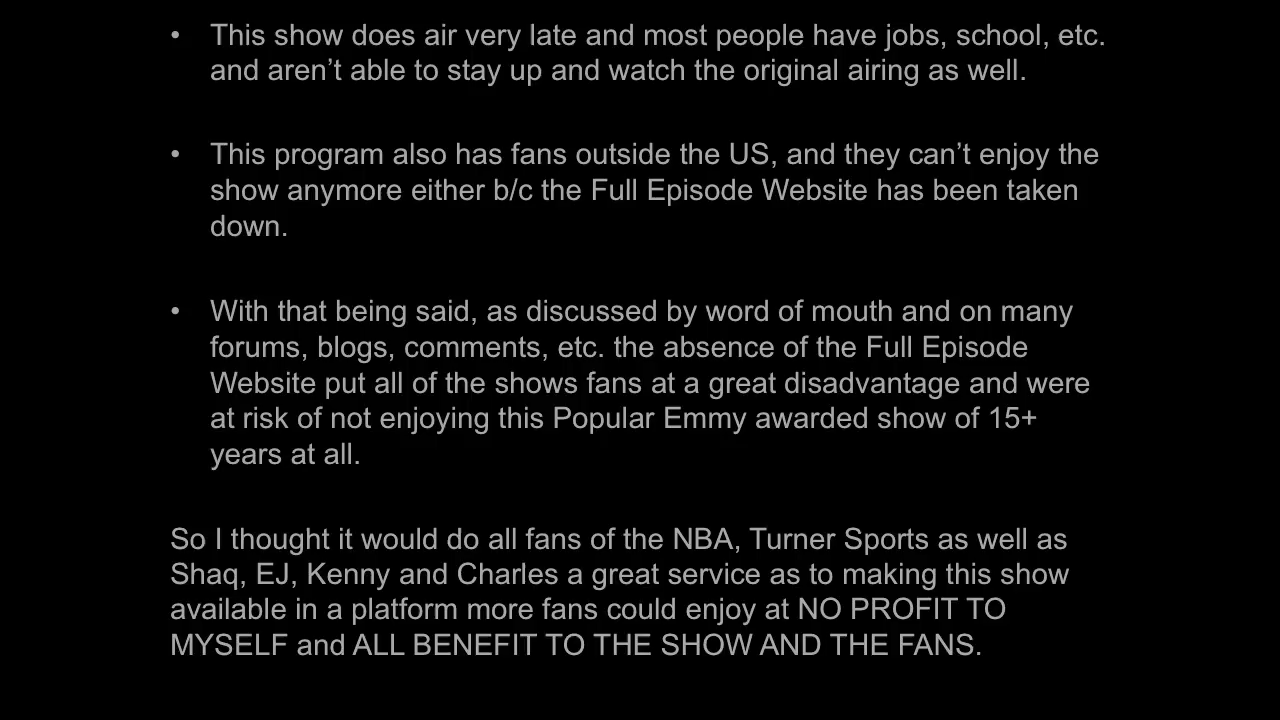 • This show does air very late and most people have jobs, school, etc.
and aren’t able to stay up and watch the original airing as well.
• This program also has fans outside the US, and they can’t enjoy the
show anymore either b/c the Full Episode Website has been taken
down.
• With that being said, as discussed by word of mouth and on many
forums, blogs, comments, etc. the absence of the Full Episode
Website put all of the shows fans at a great disadvantage and were
at risk of not enjoying this Popular Emmy awarded show of 15+
years at all.
So I thought it would do all fans of the NBA, Turner Sports as well as
Shaq, EJ, Kenny and Charles a great service as to making this show
available in a platform more fans could enjoy at NO PROFIT TO
MYSELF and ALL BENEFIT TO THE SHOW AND THE FANS.